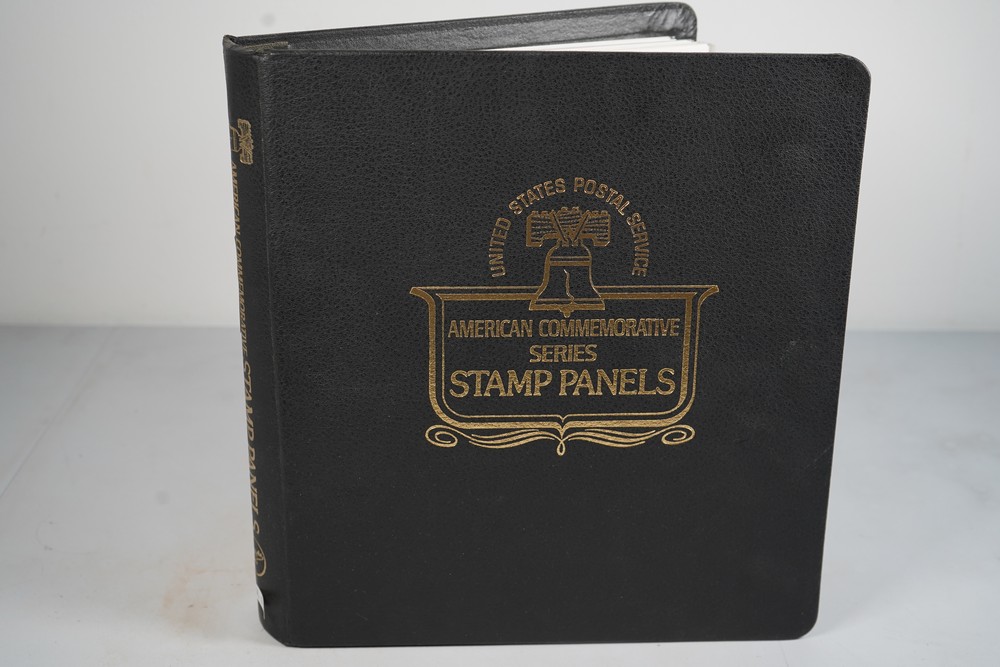 UNITED STATES POSTAL SERVICE
AMERICAN COMMEMORATIVE
SERIES
STAMP PANELS
AMERICAN COMMEMORATIVE STAMP PANELS